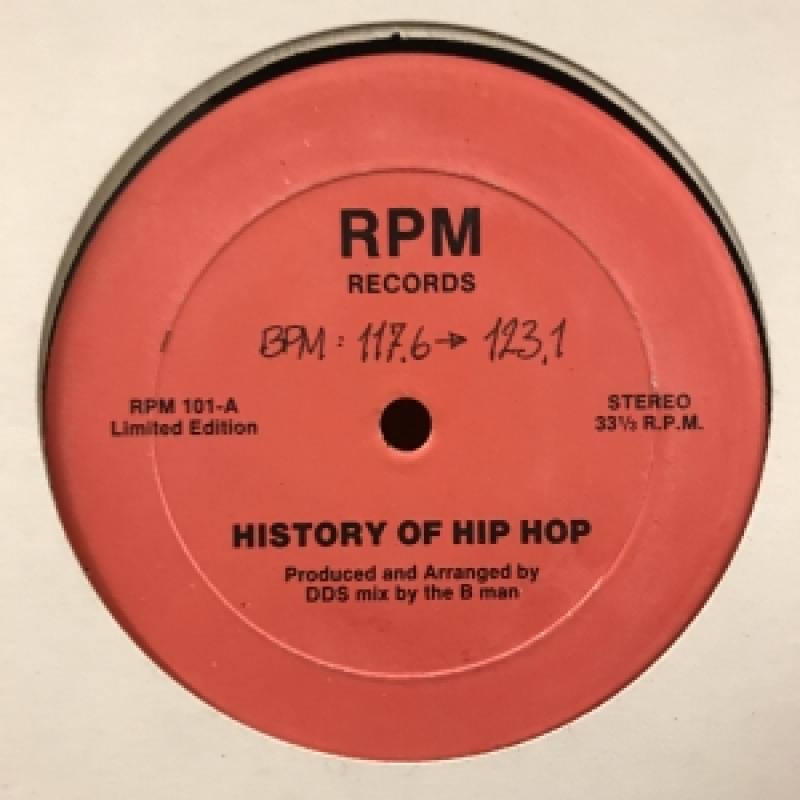 RPM
RECORDS
BPM : 117.6 → 123,1
RPM 101-A
Limited Edition
STEREO
33⅓ R.P.M.
HISTORY OF HIP HOP
Produced and Arranged by
DDS mix by the B man